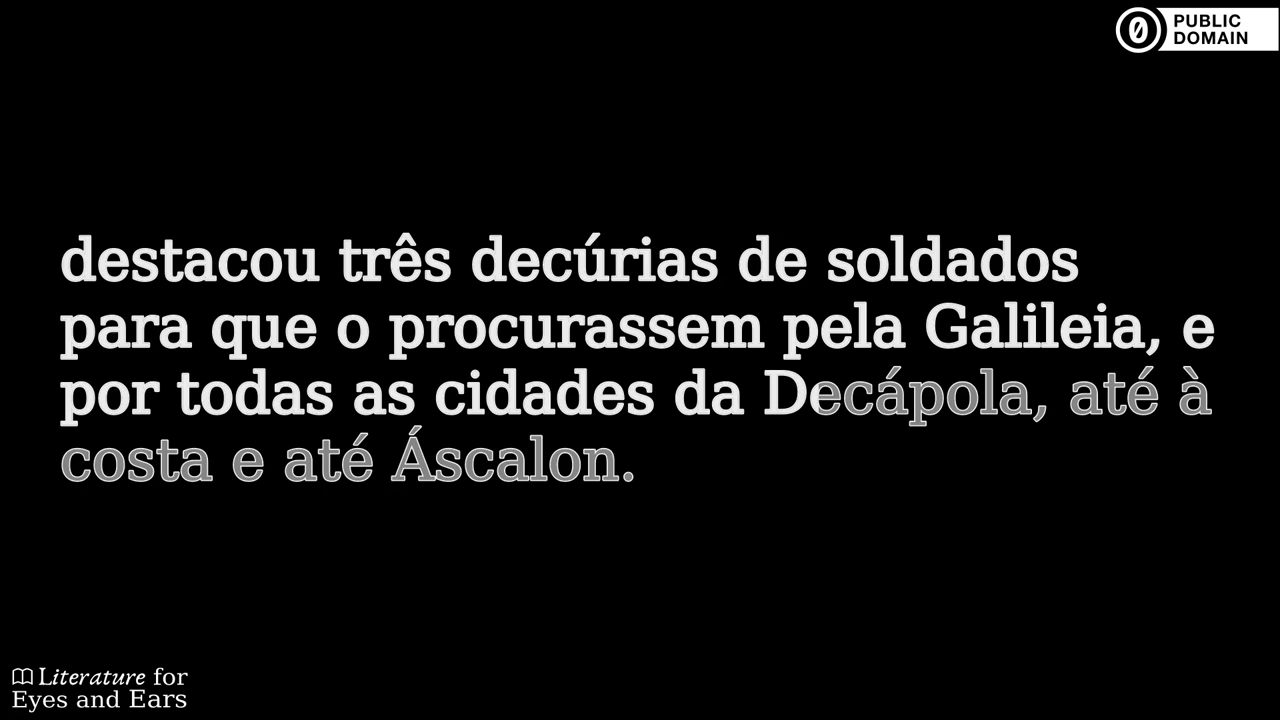 PUBLIC
DOMAIN
destacou três decúrias de soldados
para que o procurassem pela Galileia, e
por todas as cidades da Decápola, até à
costa e até Áscalon.
Literature for
Eyes and Ears